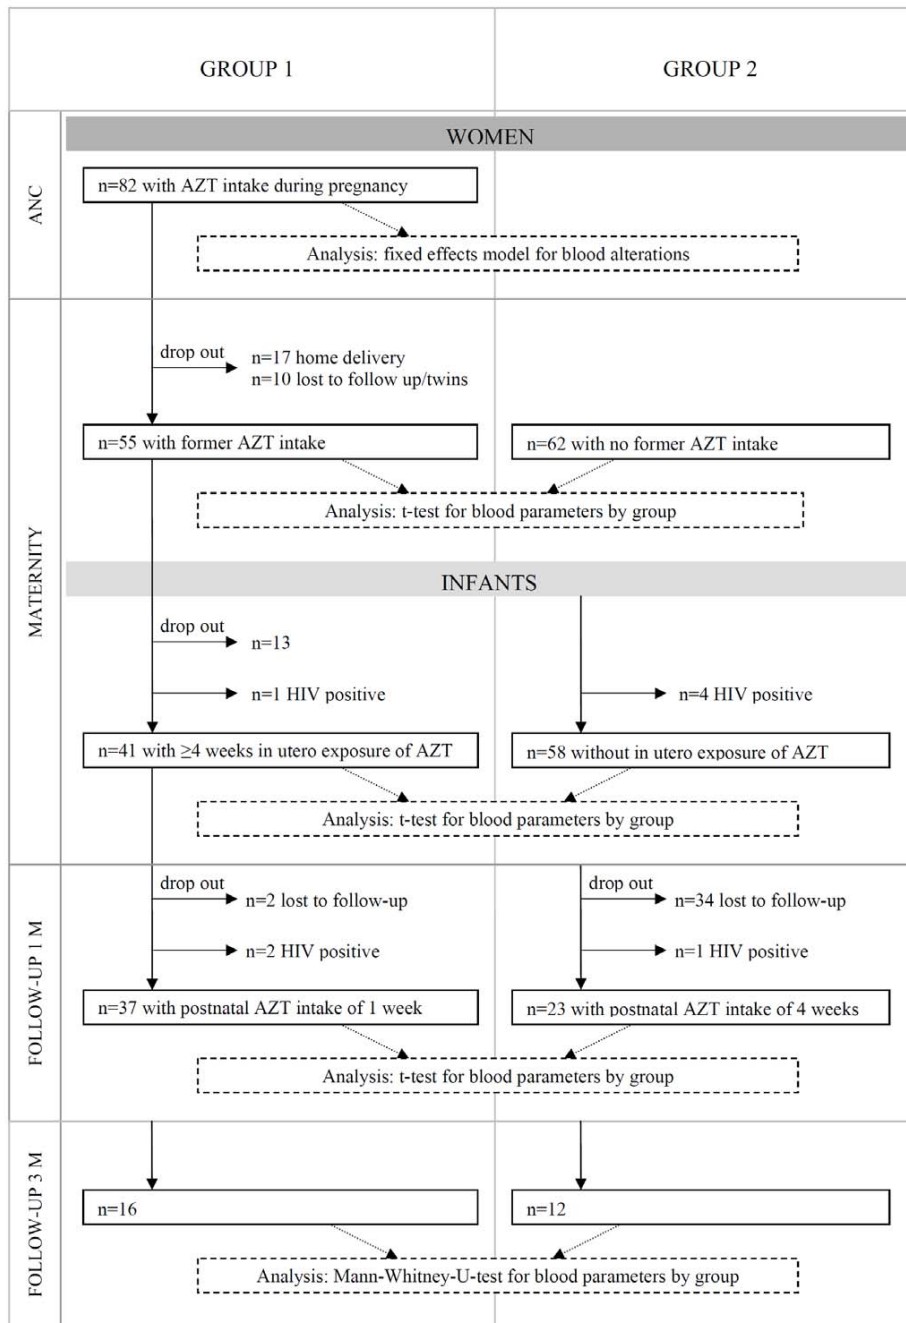 GROUP 1
GROUP 2
ANC
WOMEN
n=82 with AZT intake during pregnancy
Analysis: fixed effects model for blood alterations
MATERNITY
drop out
n=17 home delivery
n=10 lost to follow up/twins
n=55 with former AZT intake
n=62 with no former AZT intake
Analysis: t-test for blood parameters by group
INFANTS
drop out
n=13
n=1 HIV positive
n=4 HIV positive
n=41 with ≥4 weeks in utero exposure of AZT
n=58 without in utero exposure of AZT
Analysis: t-test for blood parameters by group
FOLLOW-UP 1 M
drop out
n=2 lost to follow-up
drop out
n=34 lost to follow-up
n=2 HIV positive
n=1 HIV positive
n=37 with postnatal AZT intake of 1 week
n=23 with postnatal AZT intake of 4 weeks
Analysis: t-test for blood parameters by group
FOLLOW-UP 3 M
n=16
n=12
Analysis: Mann-Whitney-U-test for blood parameters by group